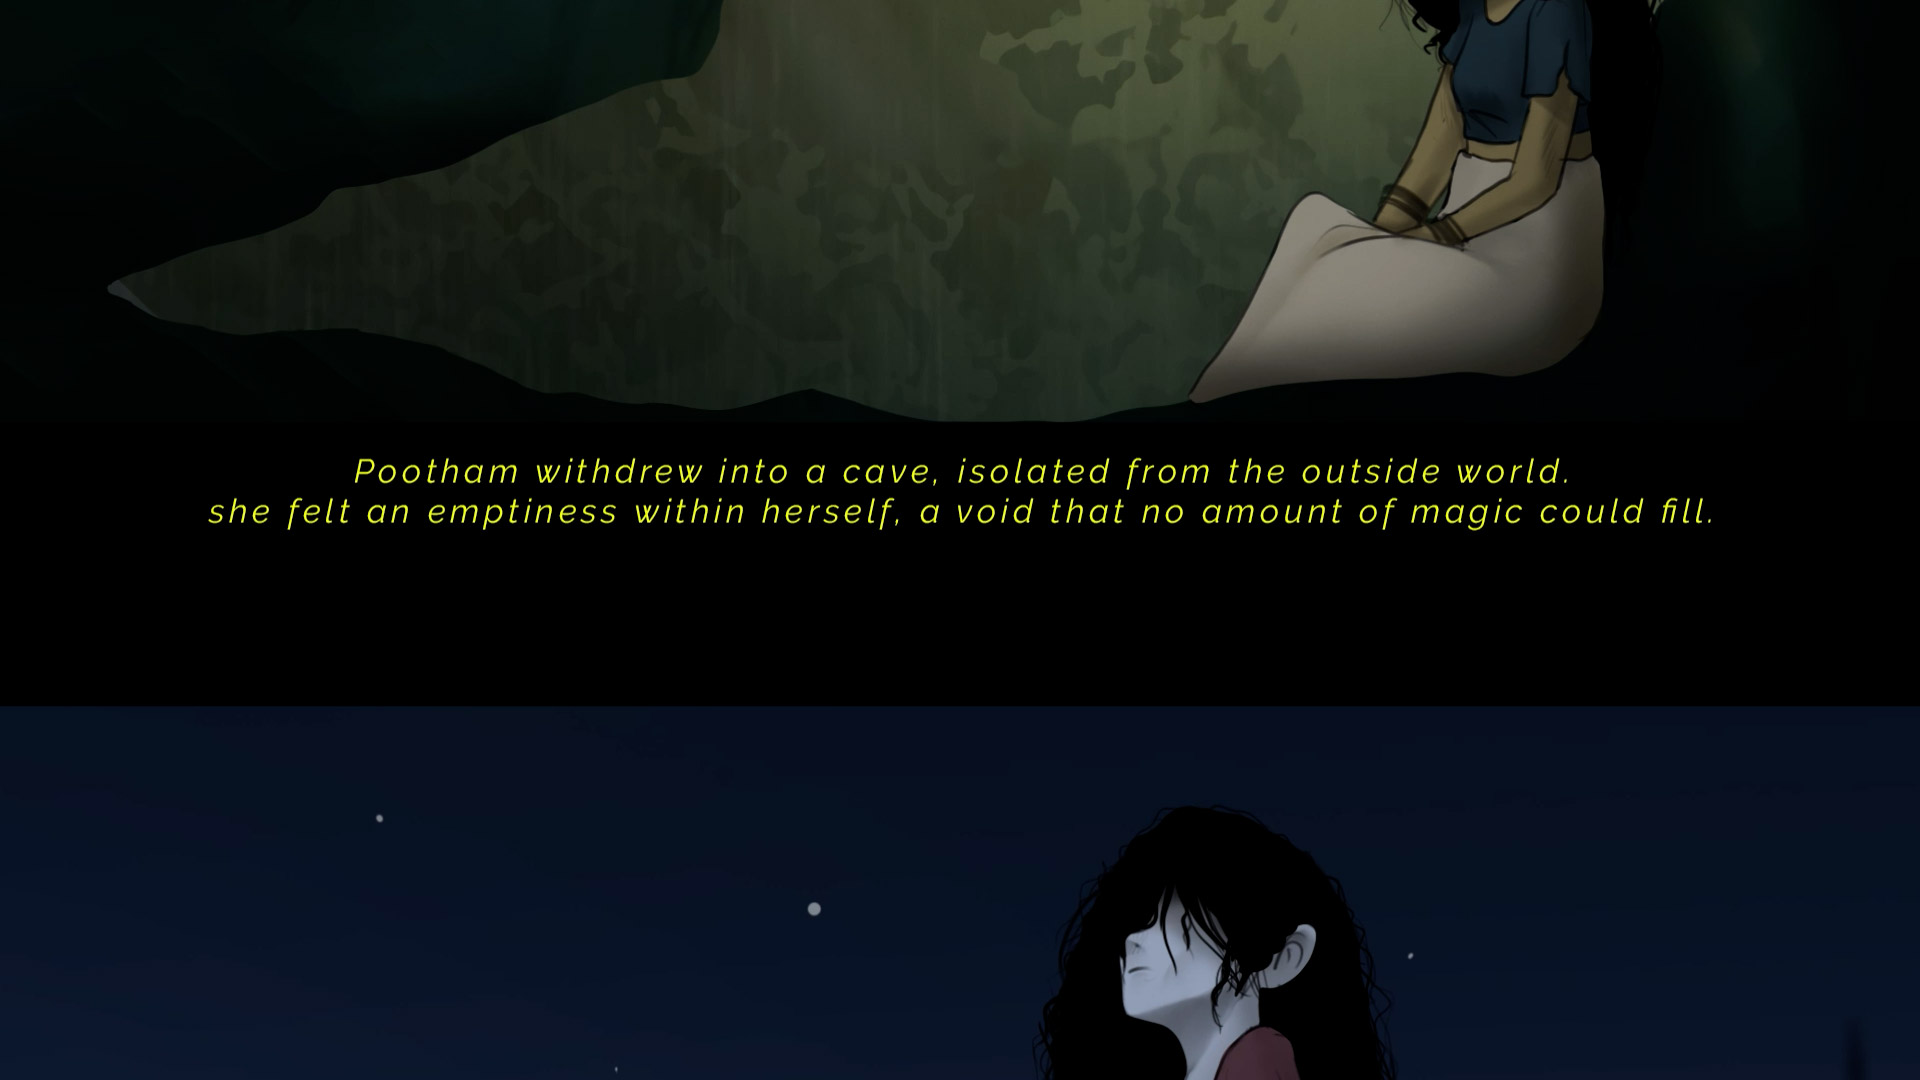 Pootham withdrew into a cave, isolated from the outside world.
she felt an emptiness within herself, a void that no amount of magic could fill.